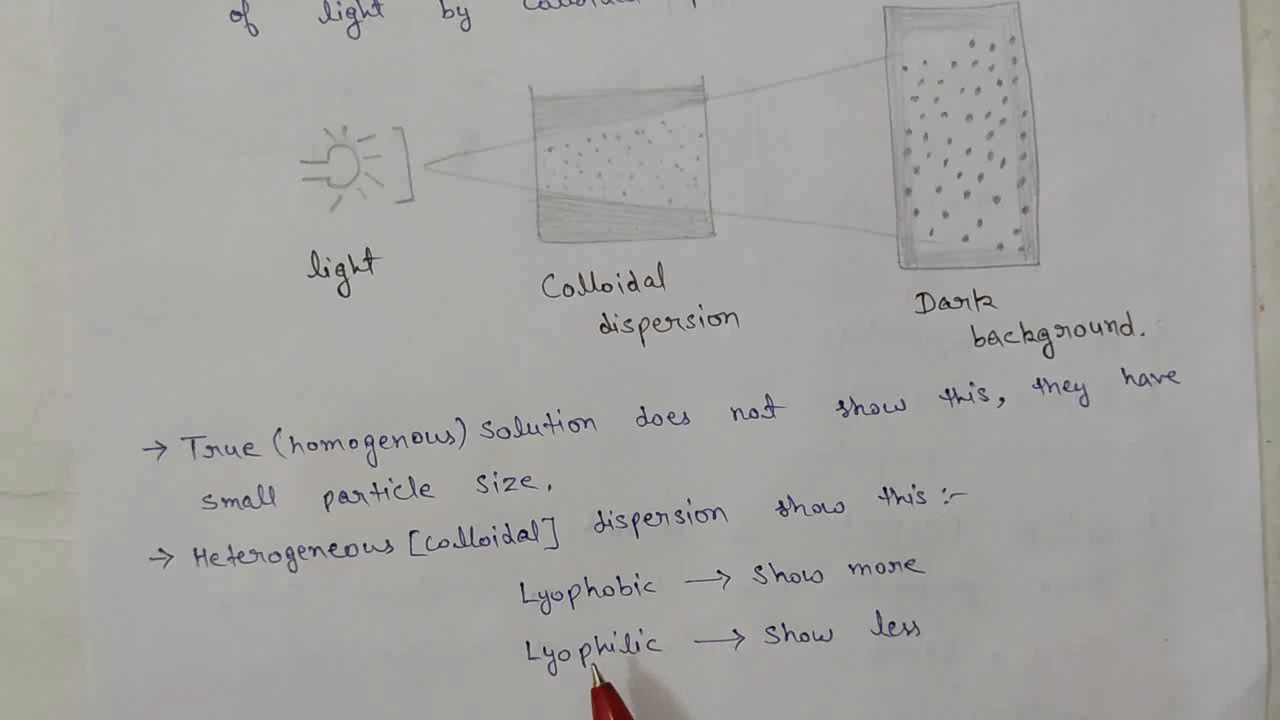 of light by
light
Colloidal
dispersion
Dark
background.
→ True (homogenous) solution does not show this, they have
small particle size.
→ Heterogeneous [colloidal] dispersion show this :-
Lyophobic → Show more
Lyophilic → Show less